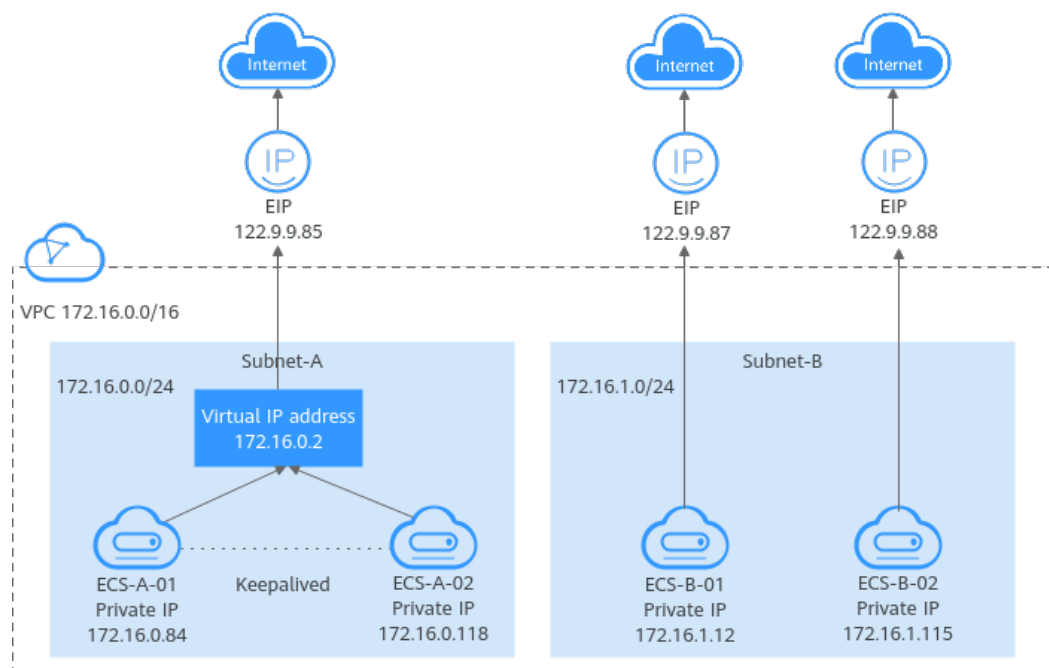 Internet
Internet
Internet
IP
IP
IP
EIP
122.9.9.85
EIP
122.9.9.87
EIP
122.9.9.88
VPC 172.16.0.0/16
Subnet-A
172.16.0.0/24
Virtual IP address
172.16.0.2
ECS-A-01
Private IP
172.16.0.84
Keepalived
ECS-A-02
Private IP
172.16.0.118
Subnet-B
172.16.1.0/24
ECS-B-01
Private IP
172.16.1.12
ECS-B-02
Private IP
172.16.1.115